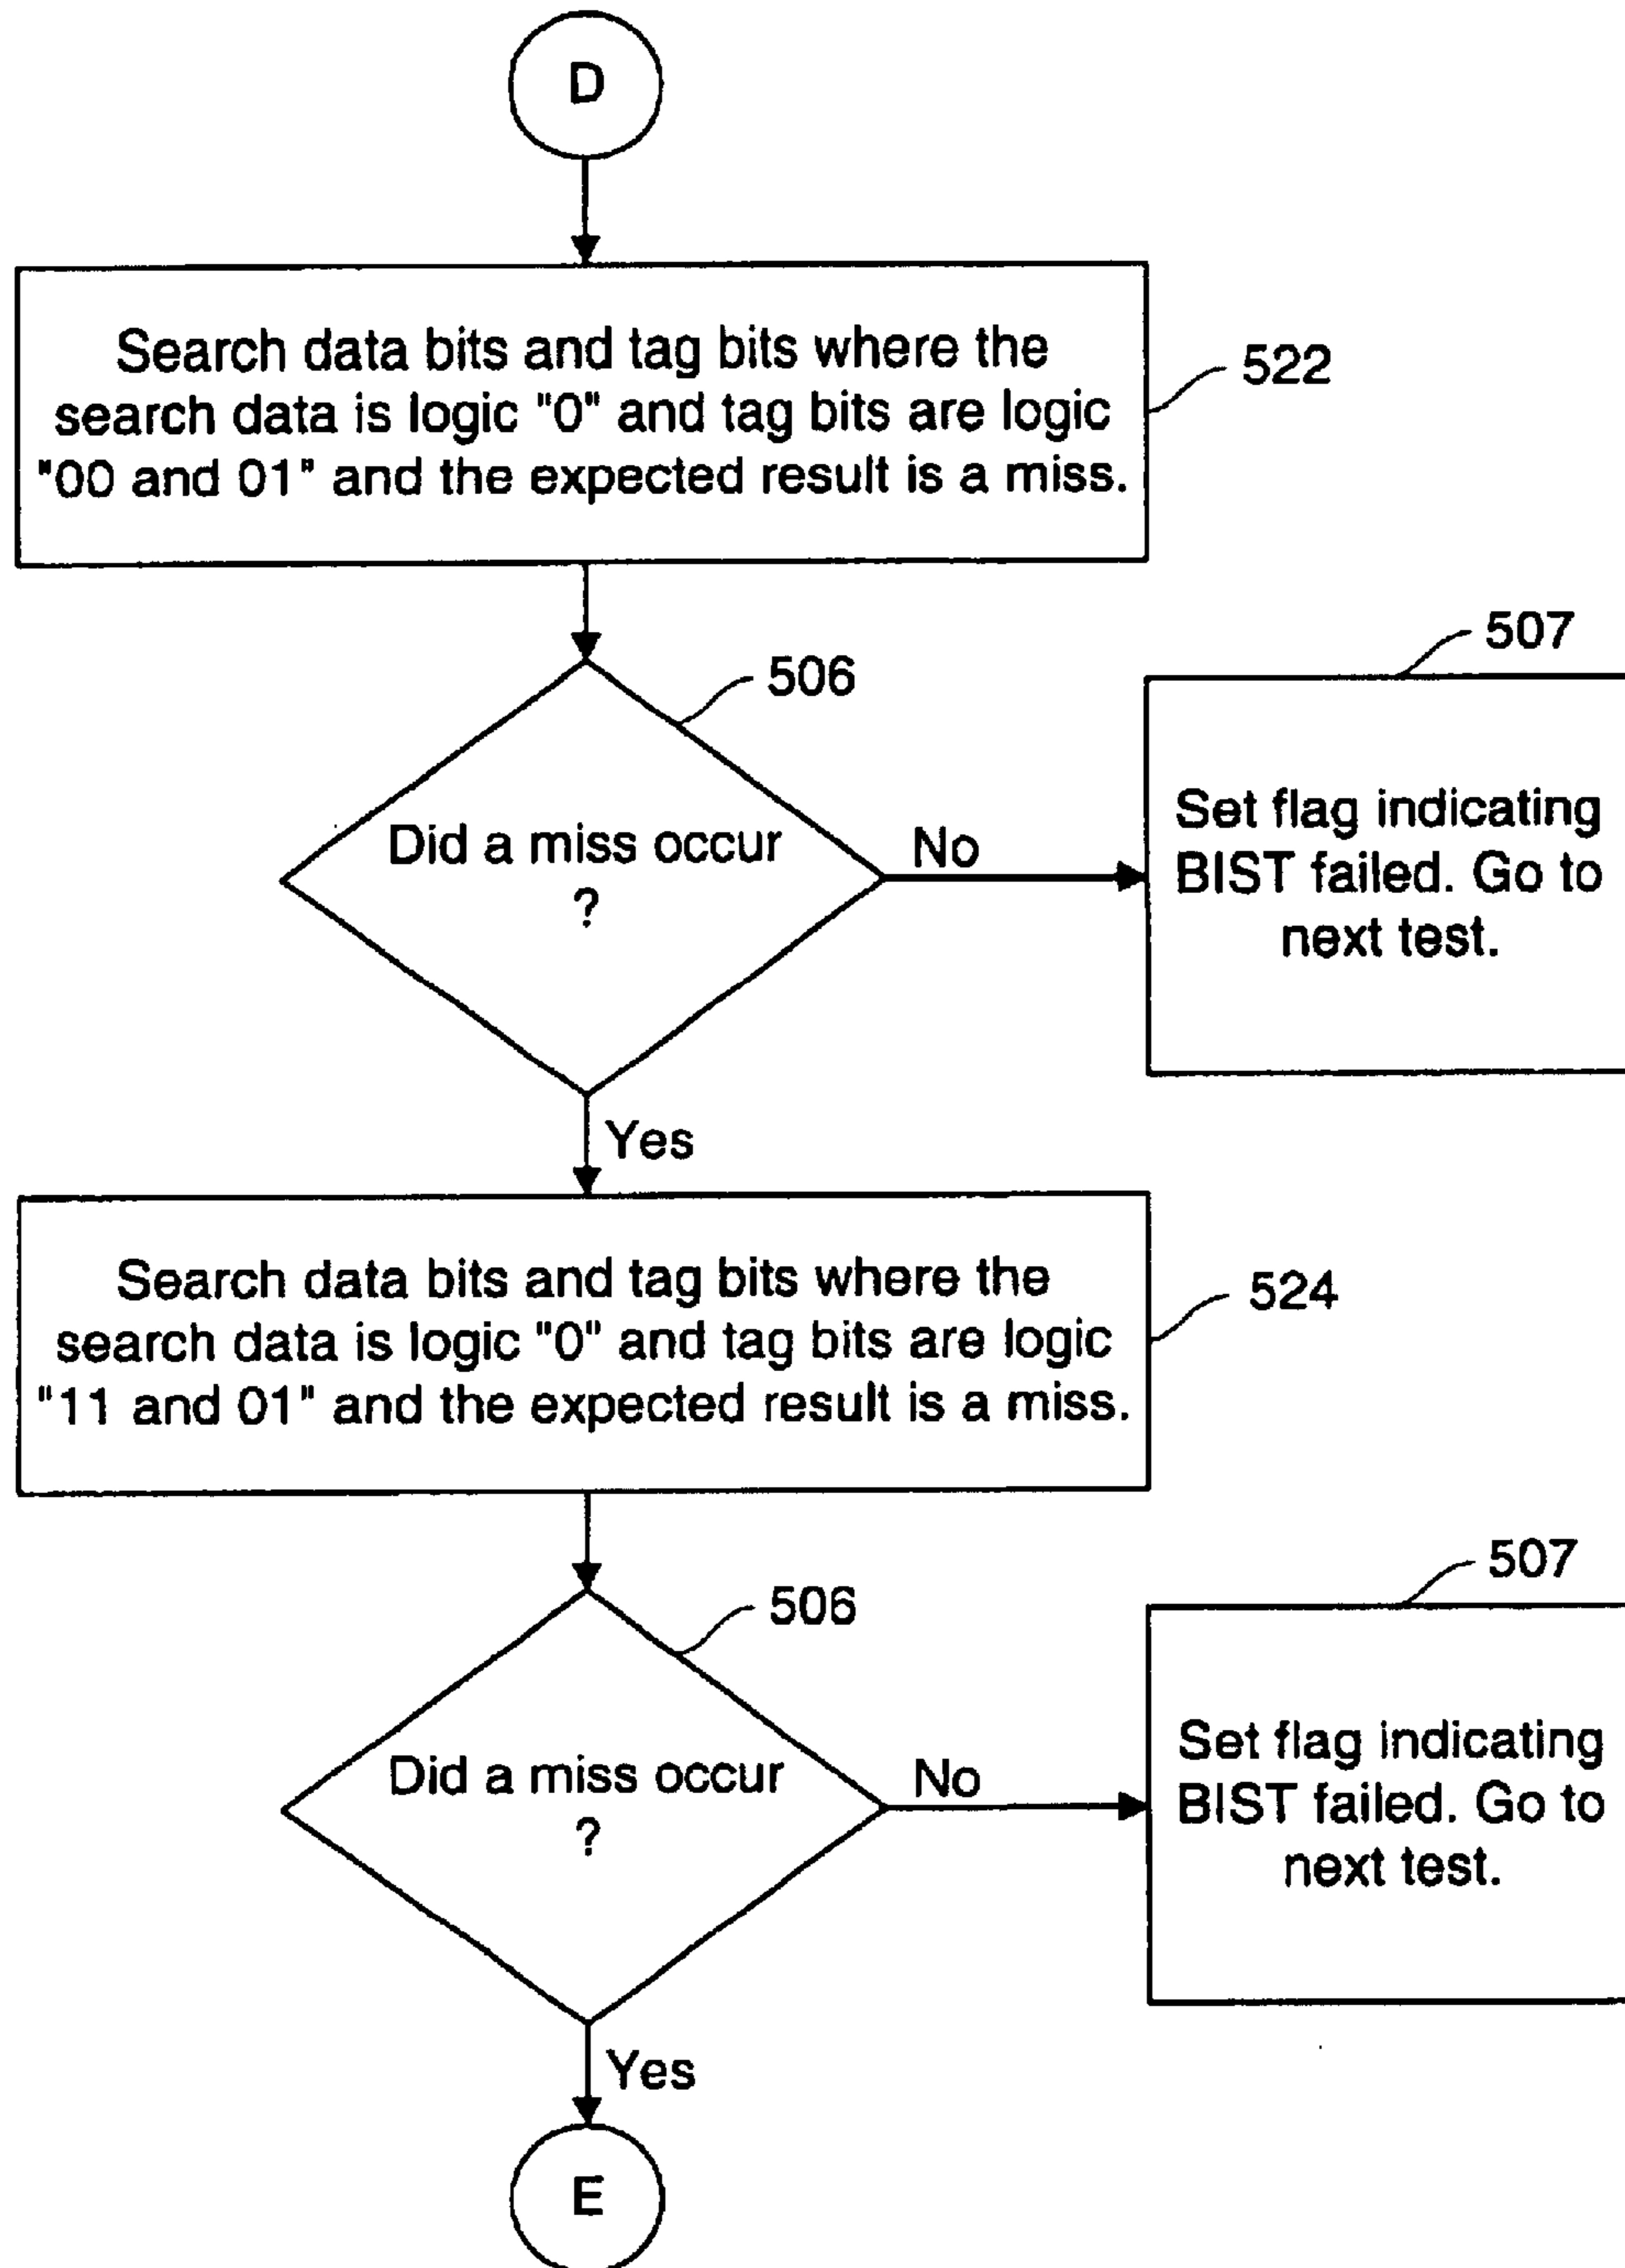 D
Search data bits and tag bits where the
search data is logic "0" and tag bits are logic
"00 and 01" and the expected result is a miss.
522
506
Did a miss occur
?
No
507
Set flag indicating
BIST failed. Go to
next test.
Yes
Search data bits and tag bits where the
search data is logic "0" and tag bits are logic
"11 and 01" and the expected result is a miss.
524
506
Did a miss occur
?
No
507
Set flag indicating
BIST failed. Go to
next test.
Yes
E